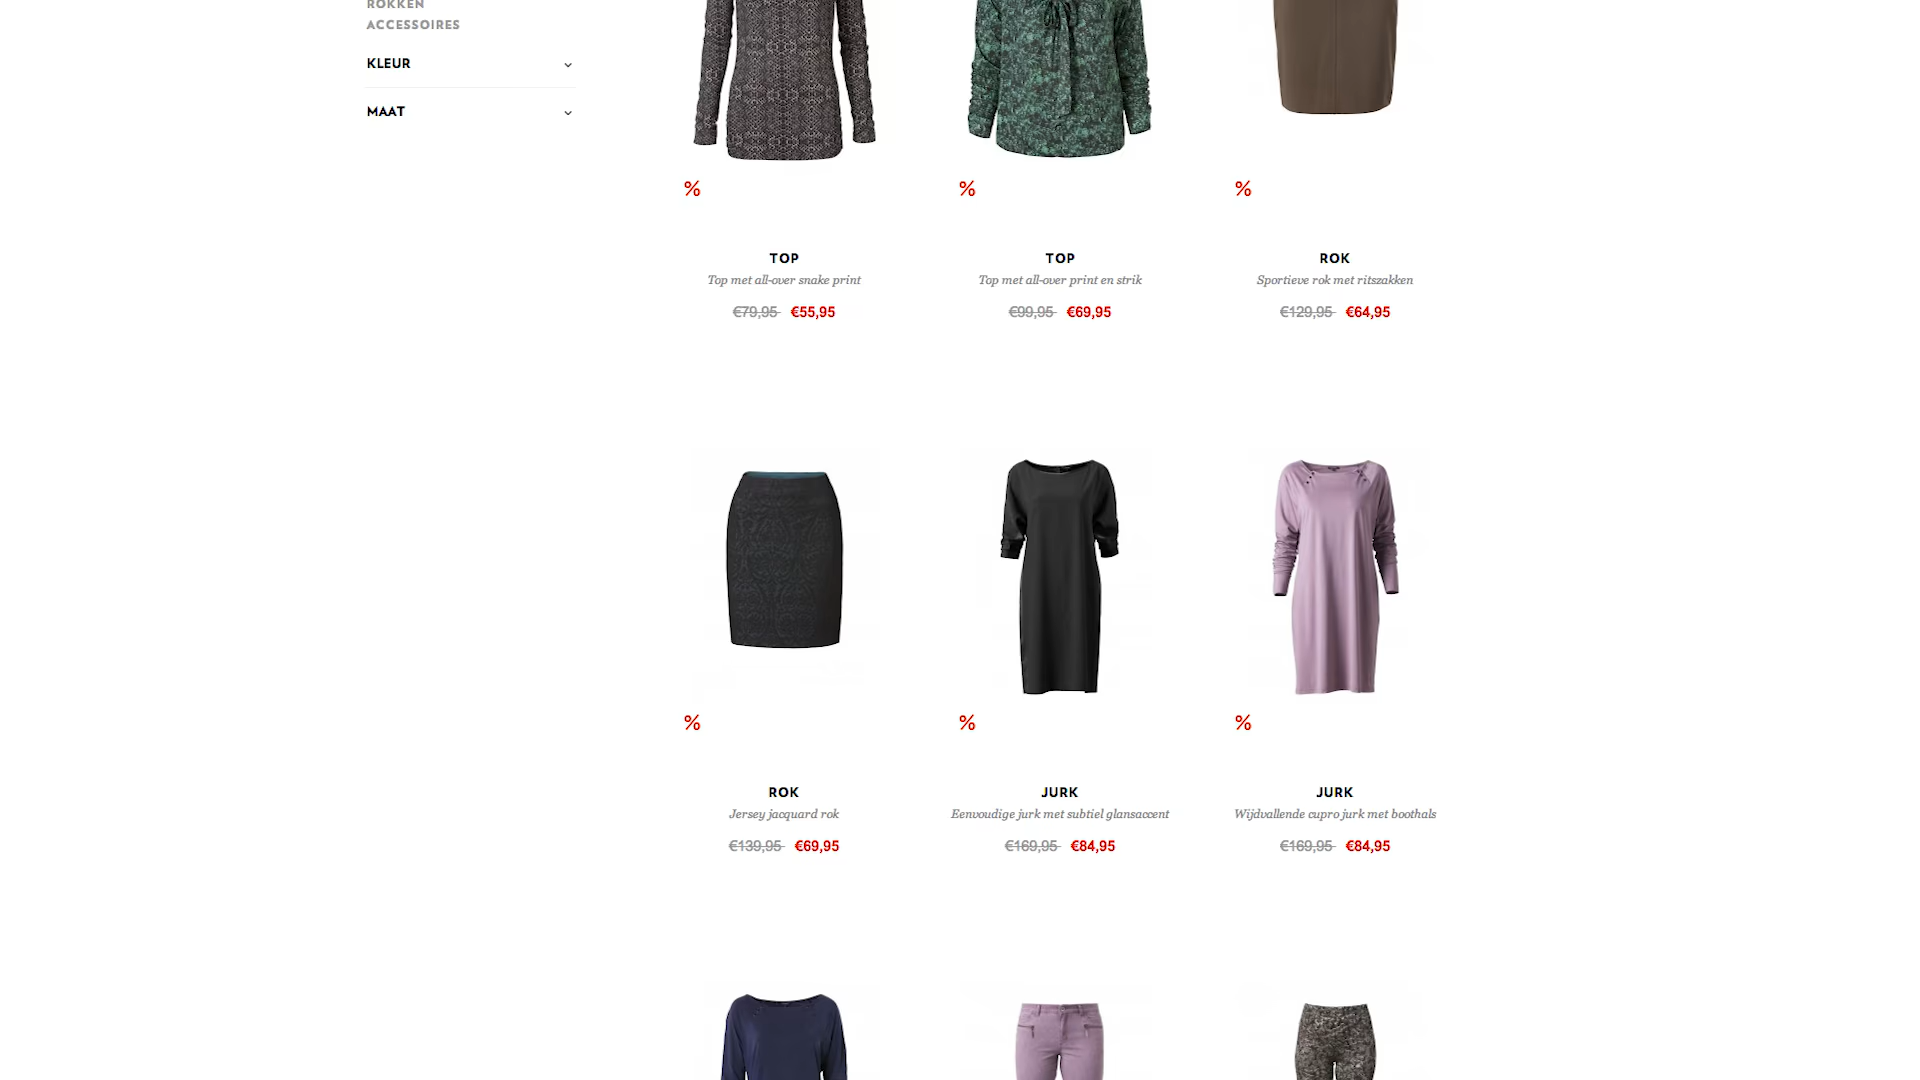 ROKKEN
ACCESSOIRES
KLEUR
MAAT
% % %
TOP TOP ROK
Top met all-over snake print Top met all-over print en strik Sportieve rok met ritszakken
€79,95 €55,95 €99,95 €69,95 €129,95 €64,95
% % %
ROK JURK JURK
Jersey jacquard rok Eenvoudige jurk met subtiel glansaccent Wijdvallende cupro jurk met boothals
€139,95 €69,95 €169,95 €84,95 €169,95 €84,95